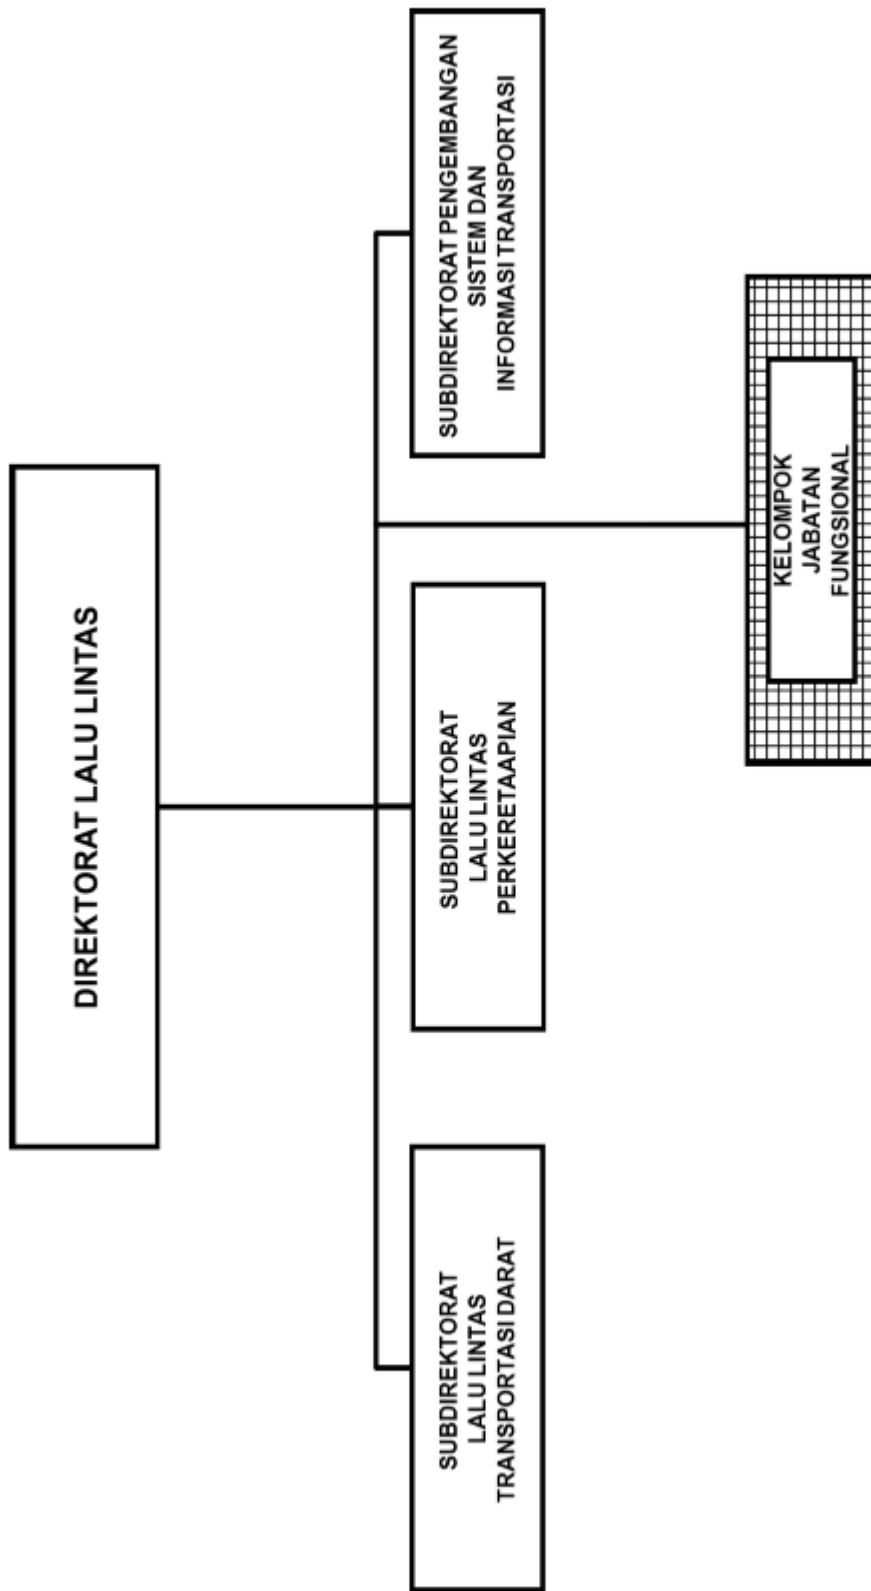 DIREKTORAT LALU LINTAS
SUBDIREKTORAT
LALU LINTAS
TRANSPORTASI DARAT
SUBDIREKTORAT
LALU LINTAS
PERKERETAAPIAN
SUBDIREKTORAT PENGEMBANGAN
SISTEM DAN
INFORMASI TRANSPORTASI
KELOMPOK
JABATAN
FUNGSIONAL